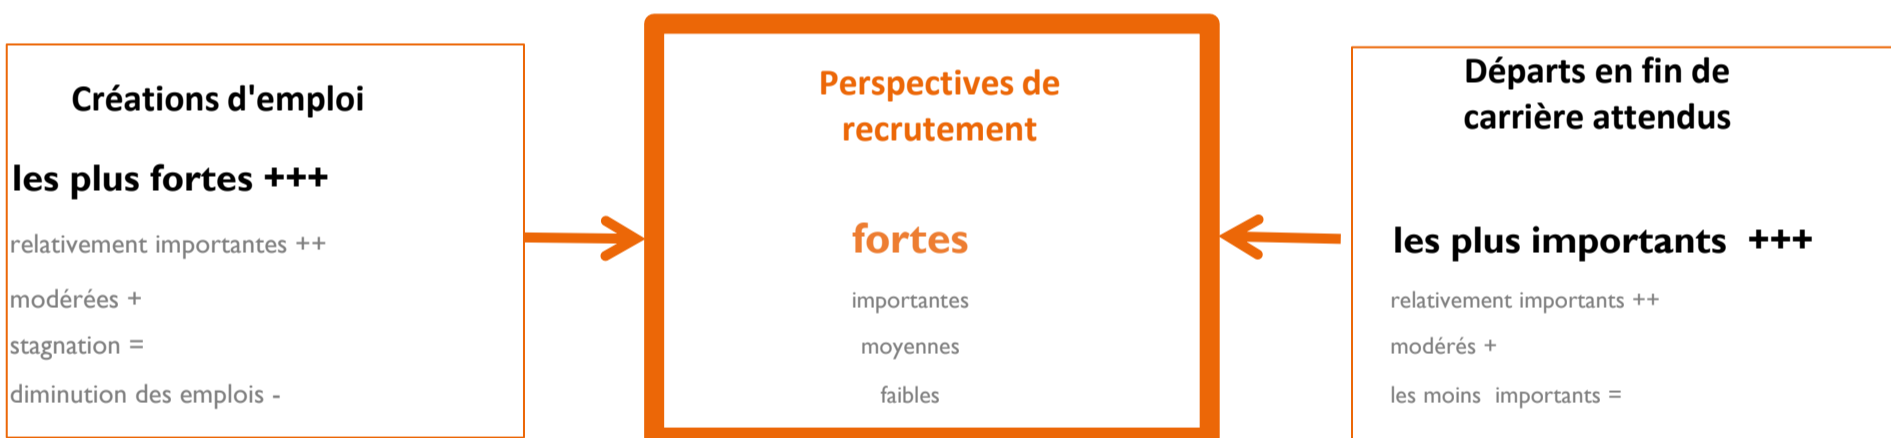 Créations d'emploi
les plus fortes +++
relativement importantes ++
modérées +
stagnation =
diminution des emplois -
Perspectives de
recrutement
fortes
importantes
moyennes
faibles
Départs en fin de
carrière attendus
les plus importants +++
relativement importants ++
modérés +
les moins importants =